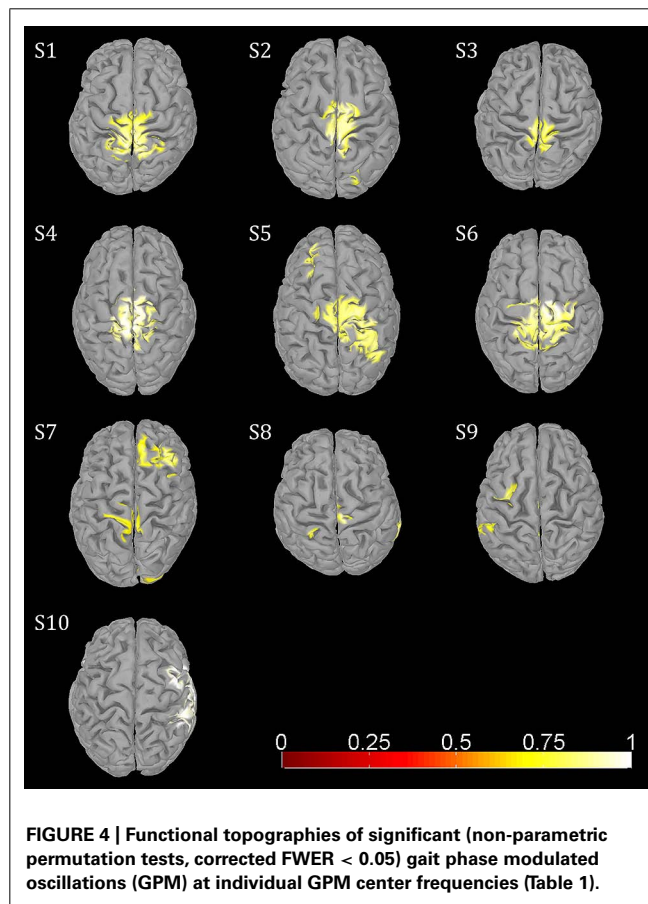 S1 S2 S3
S4 S5 S6
S7 S8 S9
S10
0 0.25 0.5 0.75 1
FIGURE 4 | Functional topographies of significant (non-parametric
permutation tests, corrected FWER < 0.05) gait phase modulated
oscillations (GPM) at individual GPM center frequencies (Table 1).